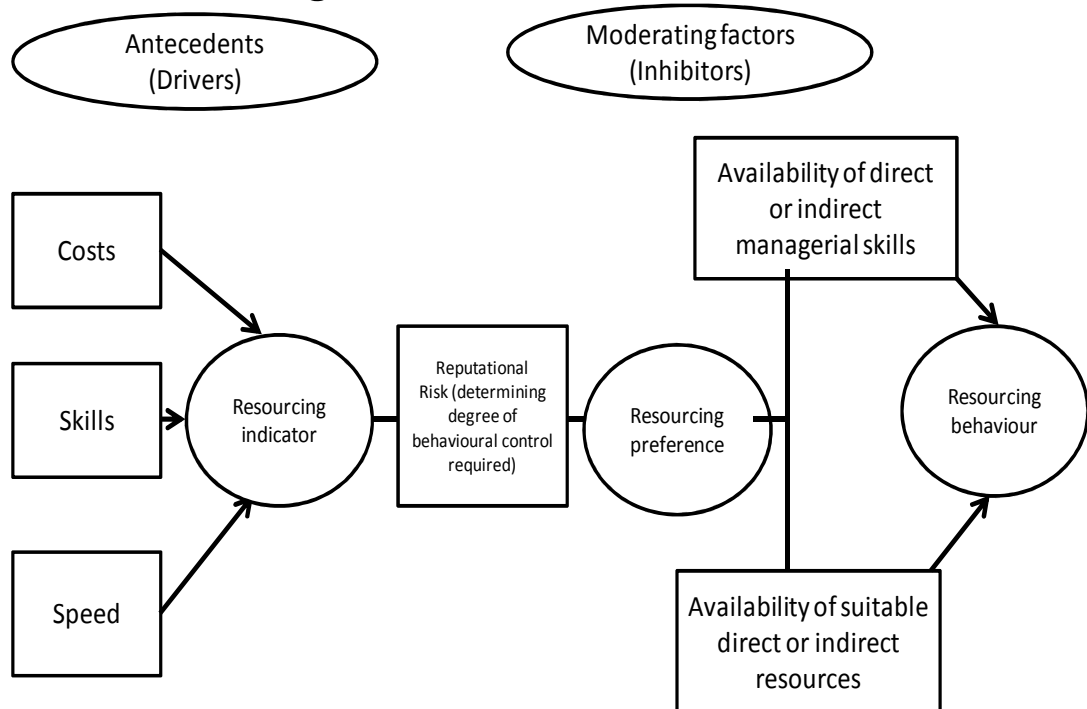 Antecedents
(Drivers)
Moderating factors
(Inhibitors)
Costs
Skills
Speed
Resourcing
indicator
Reputational
Risk (determining
degree of
behavioural control
required)
Resourcing
preference
Availability of direct
or indirect
managerial skills
Availability of suitable
direct or indirect
resources
Resourcing
behaviour